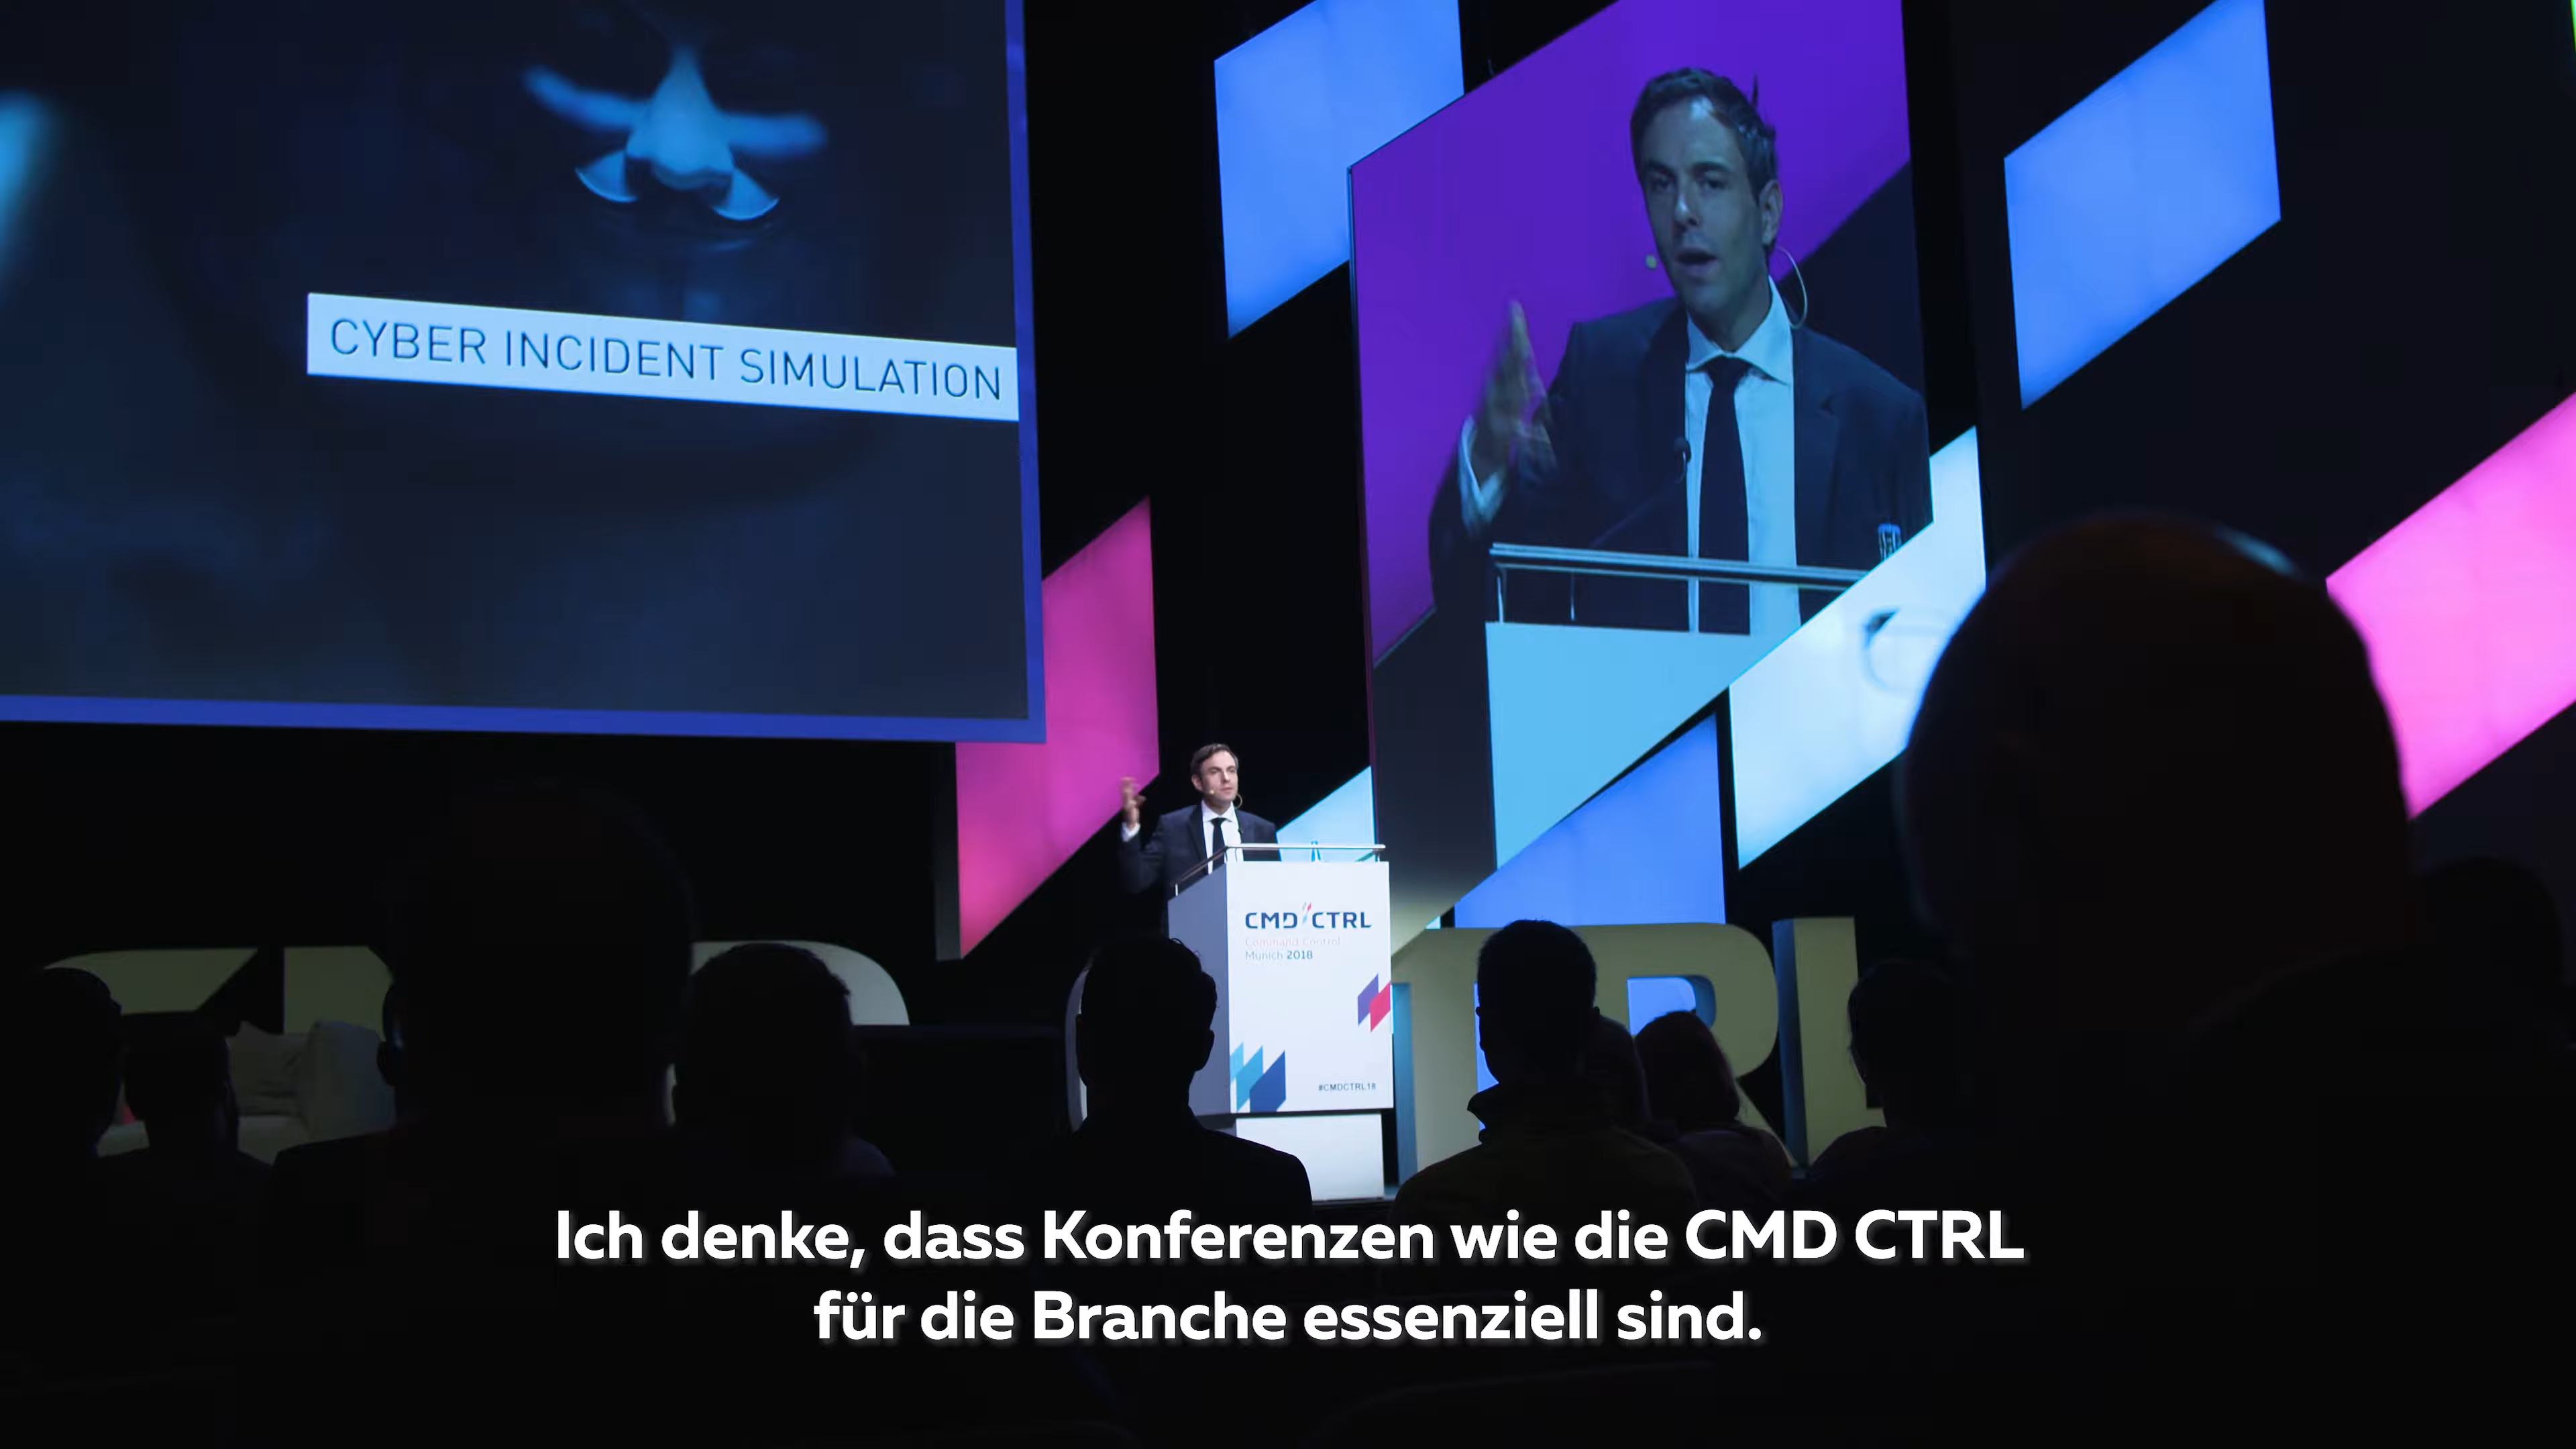 CYBER INCIDENT SIMULATION
CMD CTRL
Command Control
Munich 2018
#CMDCTRL18
Ich denke, dass Konferenzen wie die CMD CTRL
für die Branche essenziell sind.